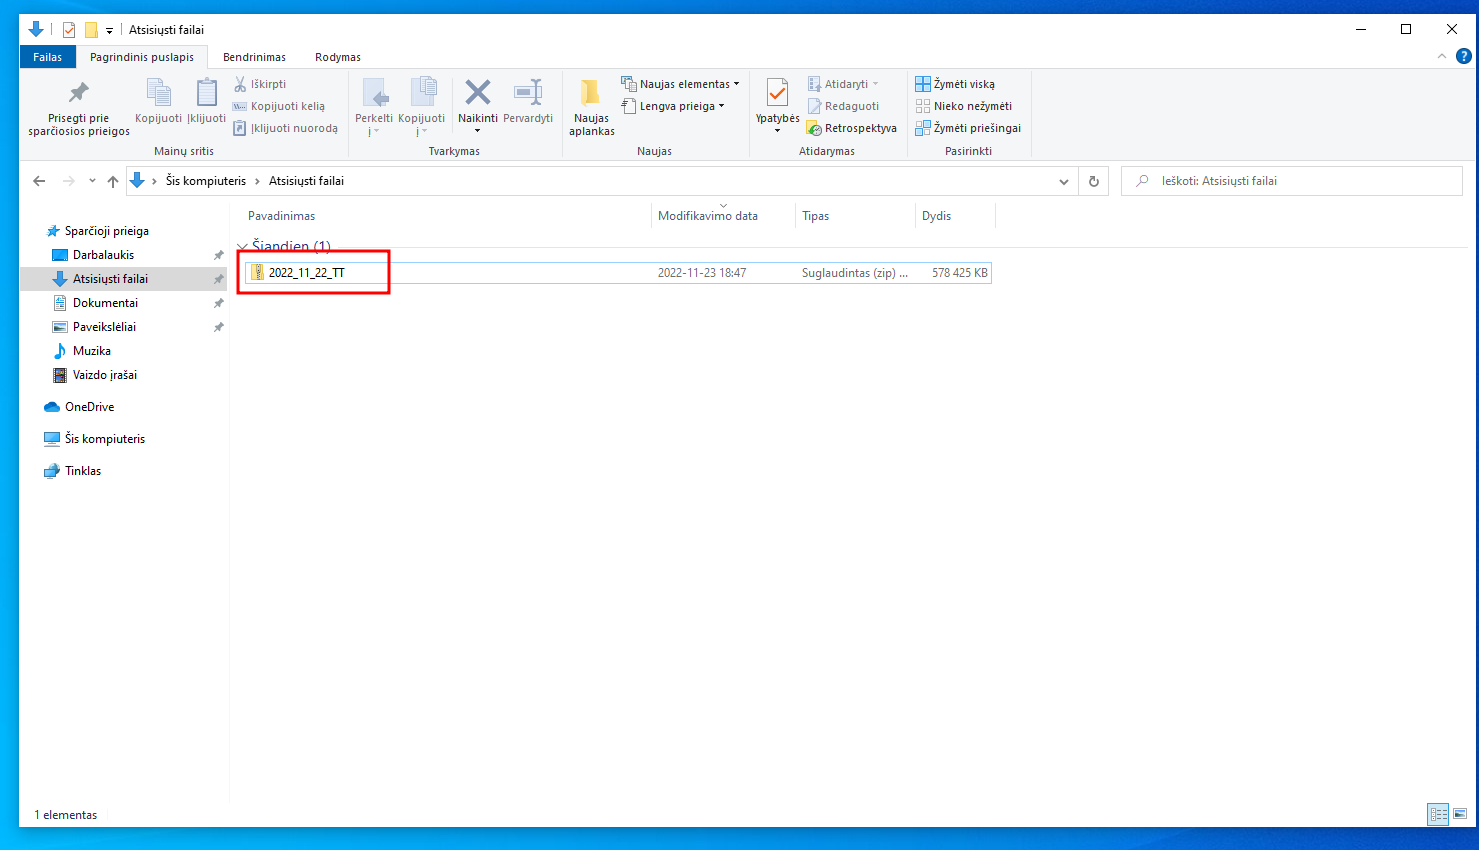 Atsisiųsti failai
Failas Pagrindinis puslapis Bendrinimas Rodymas
Prisegti prie
sparčiosios prieigos
Kopijuoti
Įklijuoti
Iškirpti
Kopijuoti kelią
Įklijuoti nuorodą
Mainų sritis
Perkelti
į
Kopijuoti
į
Naikinti
Pervardyti
Tvarkymas
Naujas
aplankas
Naujas elementas
Lengva prieiga
Naujas
Ypatybės
Atidaryti
Redaguoti
Retrospektyva
Atidarymas
Žymėti viską
Nieko nežymėti
Žymėti priešingai
Pasirinkti
Šis kompiuteris > Atsisiųsti failai
Ieškoti: Atsisiųsti failai
Sparčioji prieiga
Darbalaukis
Atsisiųsti failai
Dokumentai
Paveikslėliai
Muzika
Vaizdo įrašai
OneDrive
Šis kompiuteris
Tinklas
Pavadinimas Modifikavimo data Tipas Dydis
Šiandien (1)
2022_11_22_TT 2022-11-23 18:47 Suglaudintas (zip) ... 578 425 KB
1 elementas